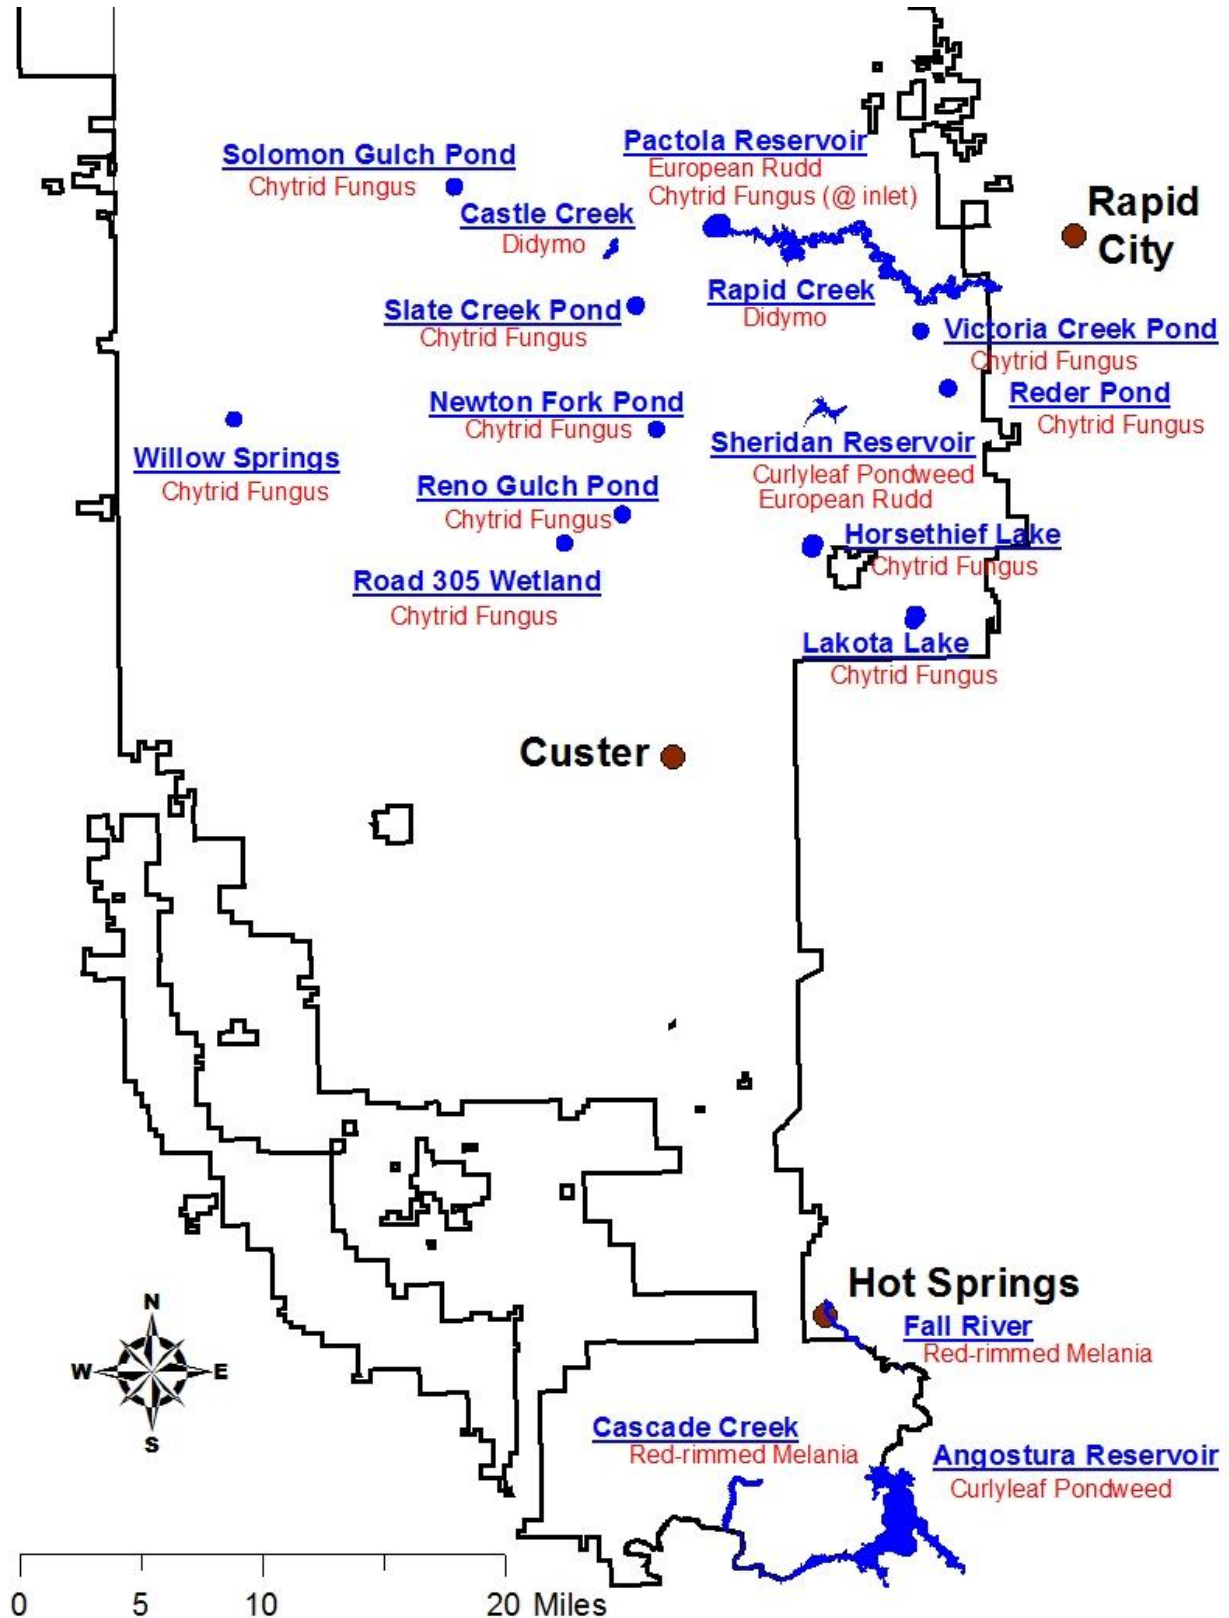 Pactola Reservoir
European Rudd
Chytrid Fungus (@ inlet)
Solomon Gulch Pond
Chytrid Fungus
Castle Creek
Didymo
Rapid
City
Rapid Creek
Didymo
Slate Creek Pond
Chytrid Fungus
Victoria Creek Pond
Chytrid Fungus
Reder Pond
Chytrid Fungus
Newton Fork Pond
Chytrid Fungus
Sheridan Reservoir
Curlyleaf Pondweed
European Rudd
Willow Springs
Chytrid Fungus
Reno Gulch Pond
Chytrid Fungus
Horsethief Lake
Chytrid Fungus
Road 305 Wetland
Chytrid Fungus
Lakota Lake
Chytrid Fungus
Custer
Hot Springs
Fall River
Red-rimmed Melania
N
W E
S
Cascade Creek
Red-rimmed Melania
Angostura Reservoir
Curlyleaf Pondweed
0 5 10 20 Miles